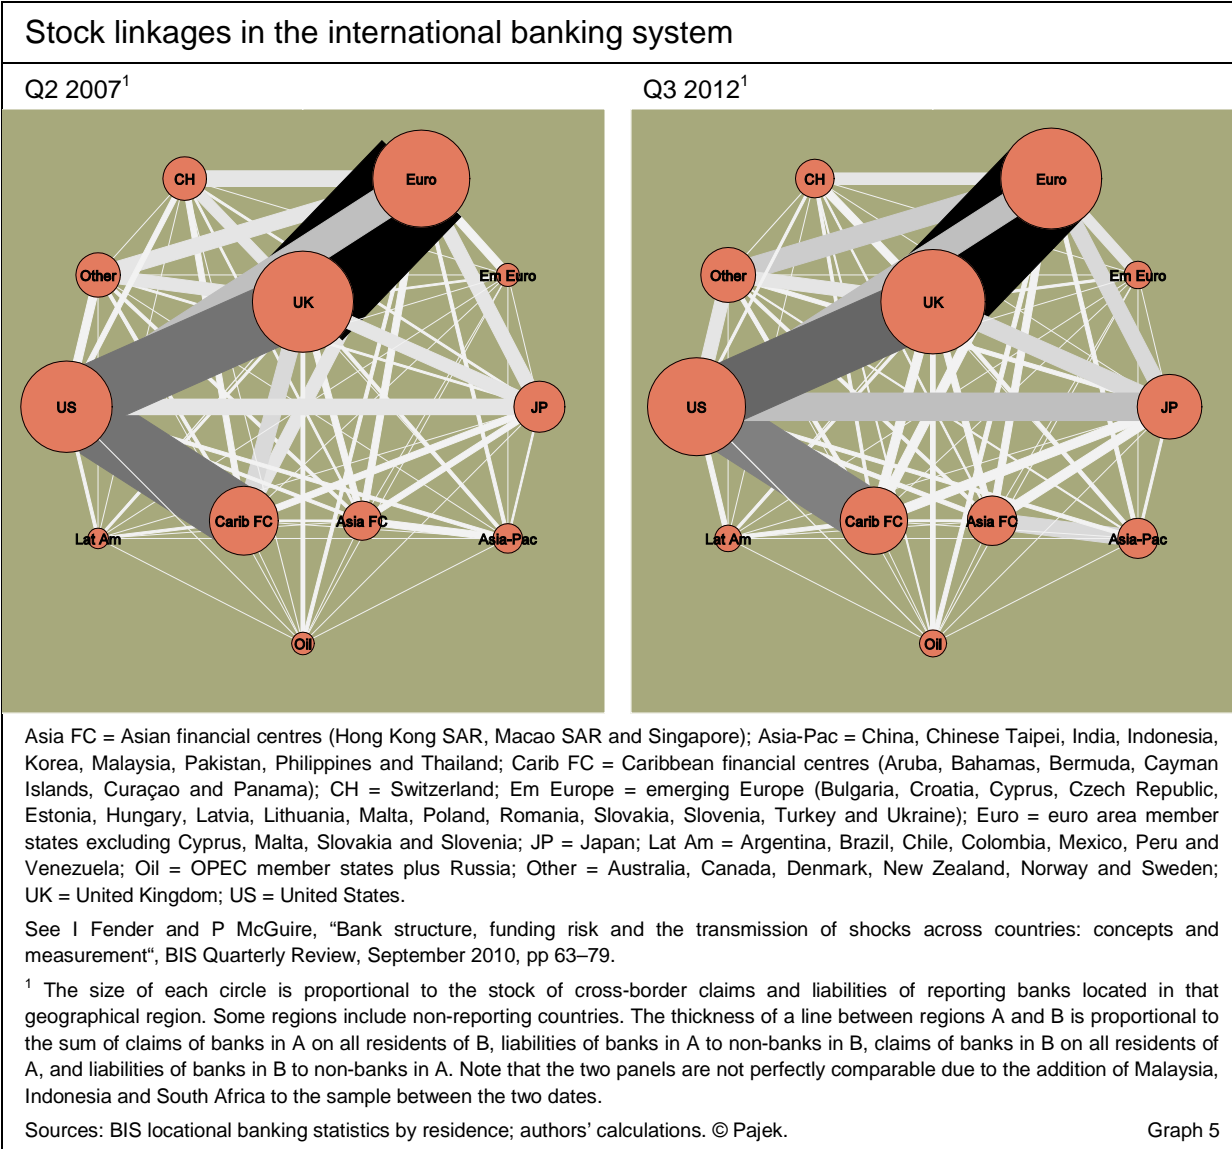 Stock linkages in the international banking system
Q2 2007¹
Q3 2012¹
CH
Euro
Other
Em Euro
UK
US
JP
Carib FC
Asia FC
Lat Am
Asia-Pac
Oil
CH
Euro
Other
Em Euro
UK
US
JP
Carib FC
Asia FC
Lat Am
Asia-Pac
Oil
Asia FC = Asian financial centres (Hong Kong SAR, Macao SAR and Singapore); Asia-Pac = China, Chinese Taipei, India, Indonesia,
Korea, Malaysia, Pakistan, Philippines and Thailand; Carib FC = Caribbean financial centres (Aruba, Bahamas, Bermuda, Cayman
Islands, Curaçao and Panama); CH = Switzerland; Em Europe = emerging Europe (Bulgaria, Croatia, Cyprus, Czech Republic,
Estonia, Hungary, Latvia, Lithuania, Malta, Poland, Romania, Slovakia, Slovenia, Turkey and Ukraine); Euro = euro area member
states excluding Cyprus, Malta, Slovakia and Slovenia; JP = Japan; Lat Am = Argentina, Brazil, Chile, Colombia, Mexico, Peru and
Venezuela; Oil = OPEC member states plus Russia; Other = Australia, Canada, Denmark, New Zealand, Norway and Sweden;
UK = United Kingdom; US = United States.
See I Fender and P McGuire, “Bank structure, funding risk and the transmission of shocks across countries: concepts and
measurement“, BIS Quarterly Review, September 2010, pp 63–79.
¹ The size of each circle is proportional to the stock of cross-border claims and liabilities of reporting banks located in that
geographical region. Some regions include non-reporting countries. The thickness of a line between regions A and B is proportional to
the sum of claims of banks in A on all residents of B, liabilities of banks in A to non-banks in B, claims of banks in B on all residents of
A, and liabilities of banks in B to non-banks in A. Note that the two panels are not perfectly comparable due to the addition of Malaysia,
Indonesia and South Africa to the sample between the two dates.
Sources: BIS locational banking statistics by residence; authors’ calculations. © Pajek. Graph 5